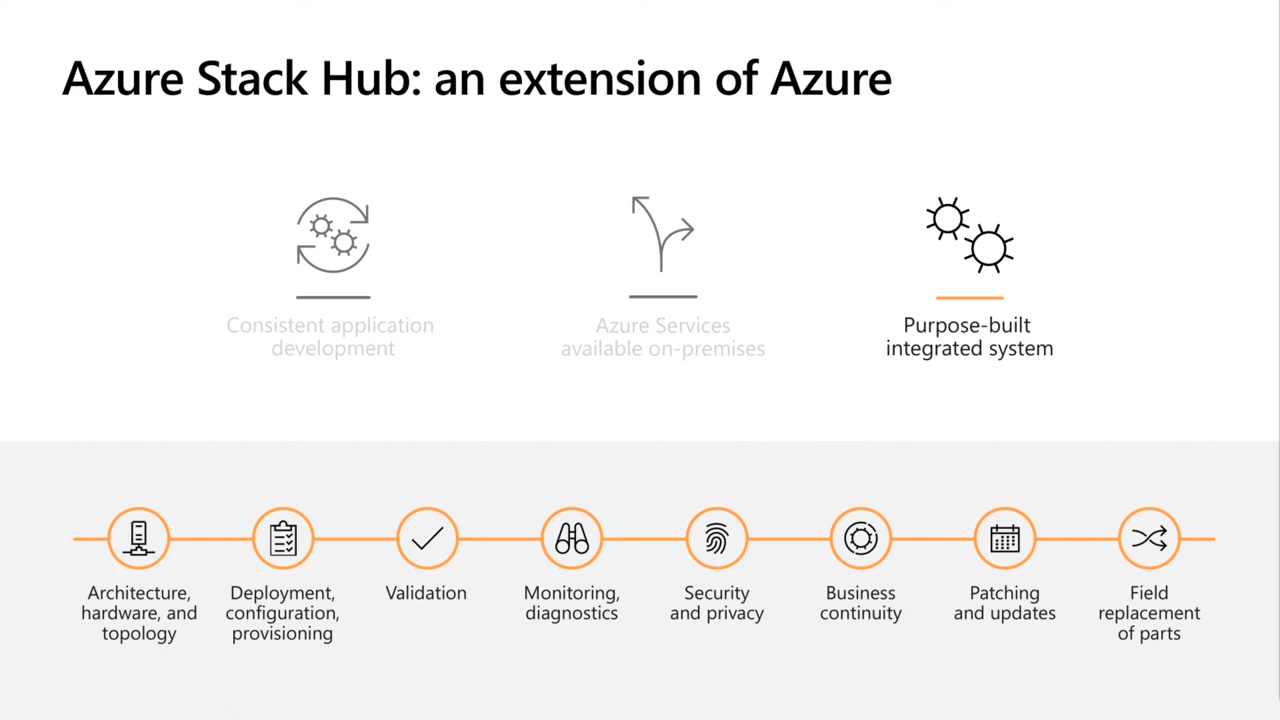 Azure Stack Hub: an extension of Azure
Consistent application
development
Azure Services
available on-premises
Purpose-built
integrated system
Architecture,
hardware, and
topology
Deployment,
configuration,
provisioning
Validation
Monitoring,
diagnostics
Security
and privacy
Business
continuity
Patching
and updates
Field
replacement
of parts